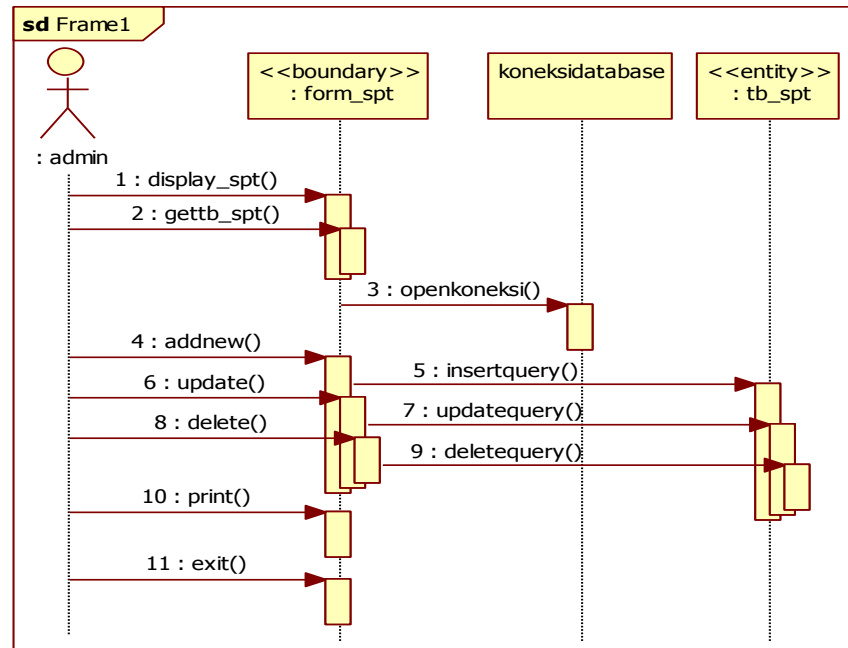 sd Frame1
: admin
<<boundary>>
: form_spt
koneksidatabase
<<entity>>
: tb_spt
1 : display_spt()
2 : gettb_spt()
3 : openkoneksi()
4 : addnew()
5 : insertquery()
6 : update()
7 : updatequery()
8 : delete()
9 : deletequery()
10 : print()
11 : exit()